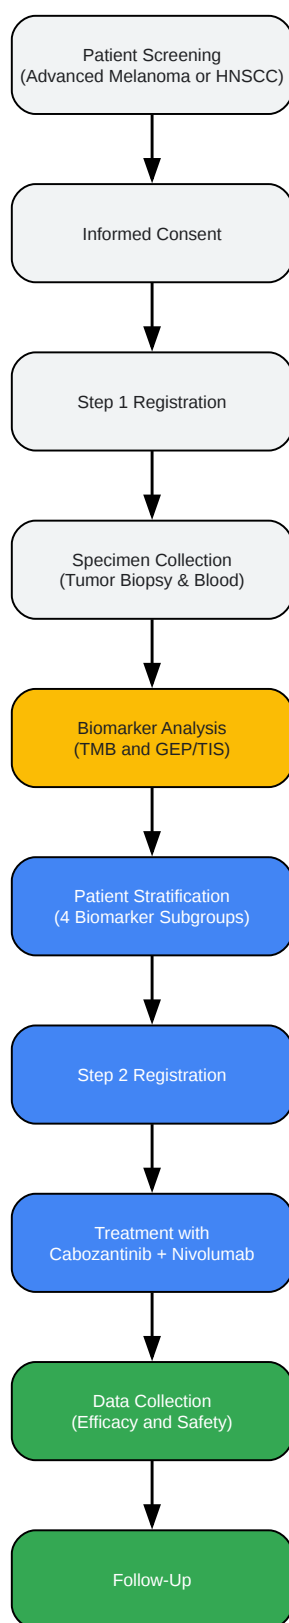 Patient Screening
(Advanced Melanoma or HNSCC)
Informed Consent
Step 1 Registration
Specimen Collection
(Tumor Biopsy & Blood)
Biomarker Analysis
(TMB and GEP/TIS)
Patient Stratification
(4 Biomarker Subgroups)
Step 2 Registration
Treatment with
Cabozantinib + Nivolumab
Data Collection
(Efficacy and Safety)
Follow-Up